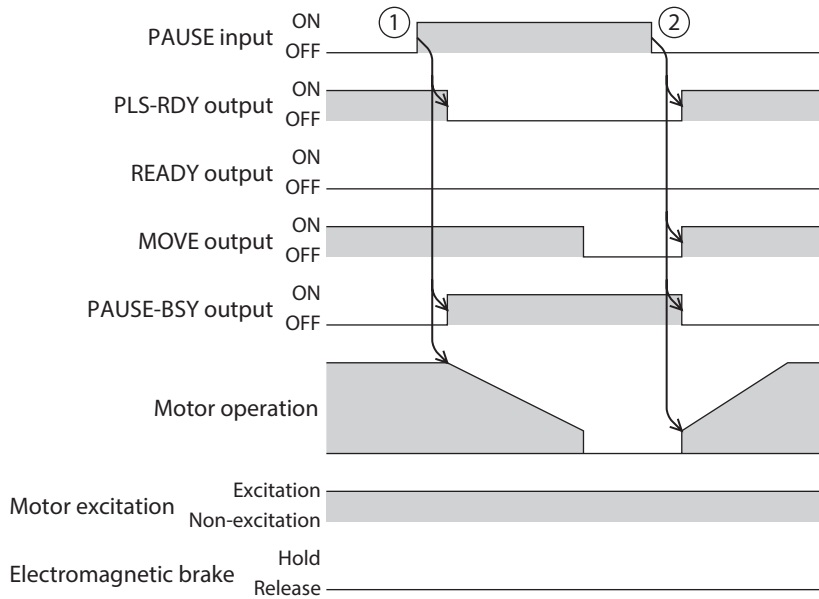 ① ②
PAUSE input ON
OFF
PLS-RDY output ON
OFF
READY output ON
OFF
MOVE output ON
OFF
PAUSE-BSY output ON
OFF
Motor operation
Motor excitation Excitation
Non-excitation
Electromagnetic brake Hold
Release